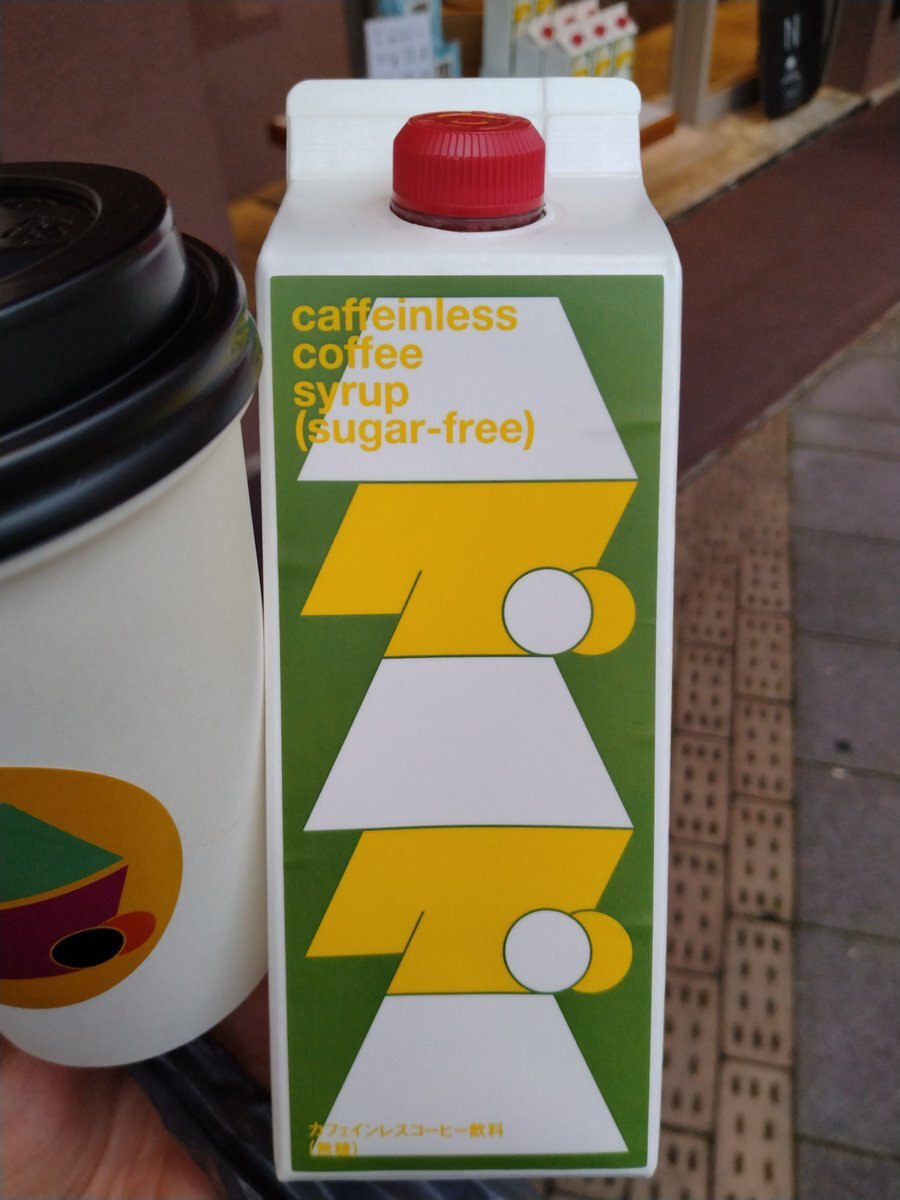 caffeinless
coffee
syrup
(sugar-free)
カフェインレスコーヒー飲料
(無糖)
N